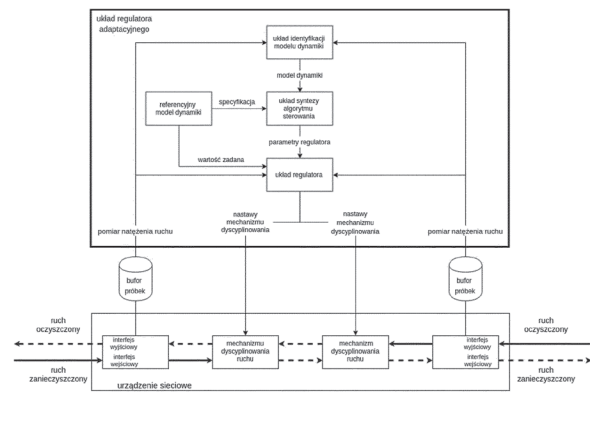 układ regulatora
adaptacyjnego
układ identyfikacji
modelu dynamiki
model dynamiki
referencyjny
model dynamiki
specyfikacja
układ syntezy
algorytmu
sterowania
parametry regulatora
wartość zadana
układ regulatora
nastawy
mechanizmu
dyscyplinowania
nastawy
mechanizmu
dyscyplinowania
pomiar natężenia ruchu
pomiar natężenia ruchu
bufor
próbek
bufor
próbek
ruch
oczyszczony
ruch
zanieczyszczony
interfejs
wyjściowy
interfejs
wejściowy
mechanizmu
dyscyplinowania
ruchu
mechanizm
dyscyplinowania
ruchu
interfejs
wyjściowy
interfejs
wejściowy
ruch
oczyszczony
ruch
zanieczyszczony
urządzenie sieciowe